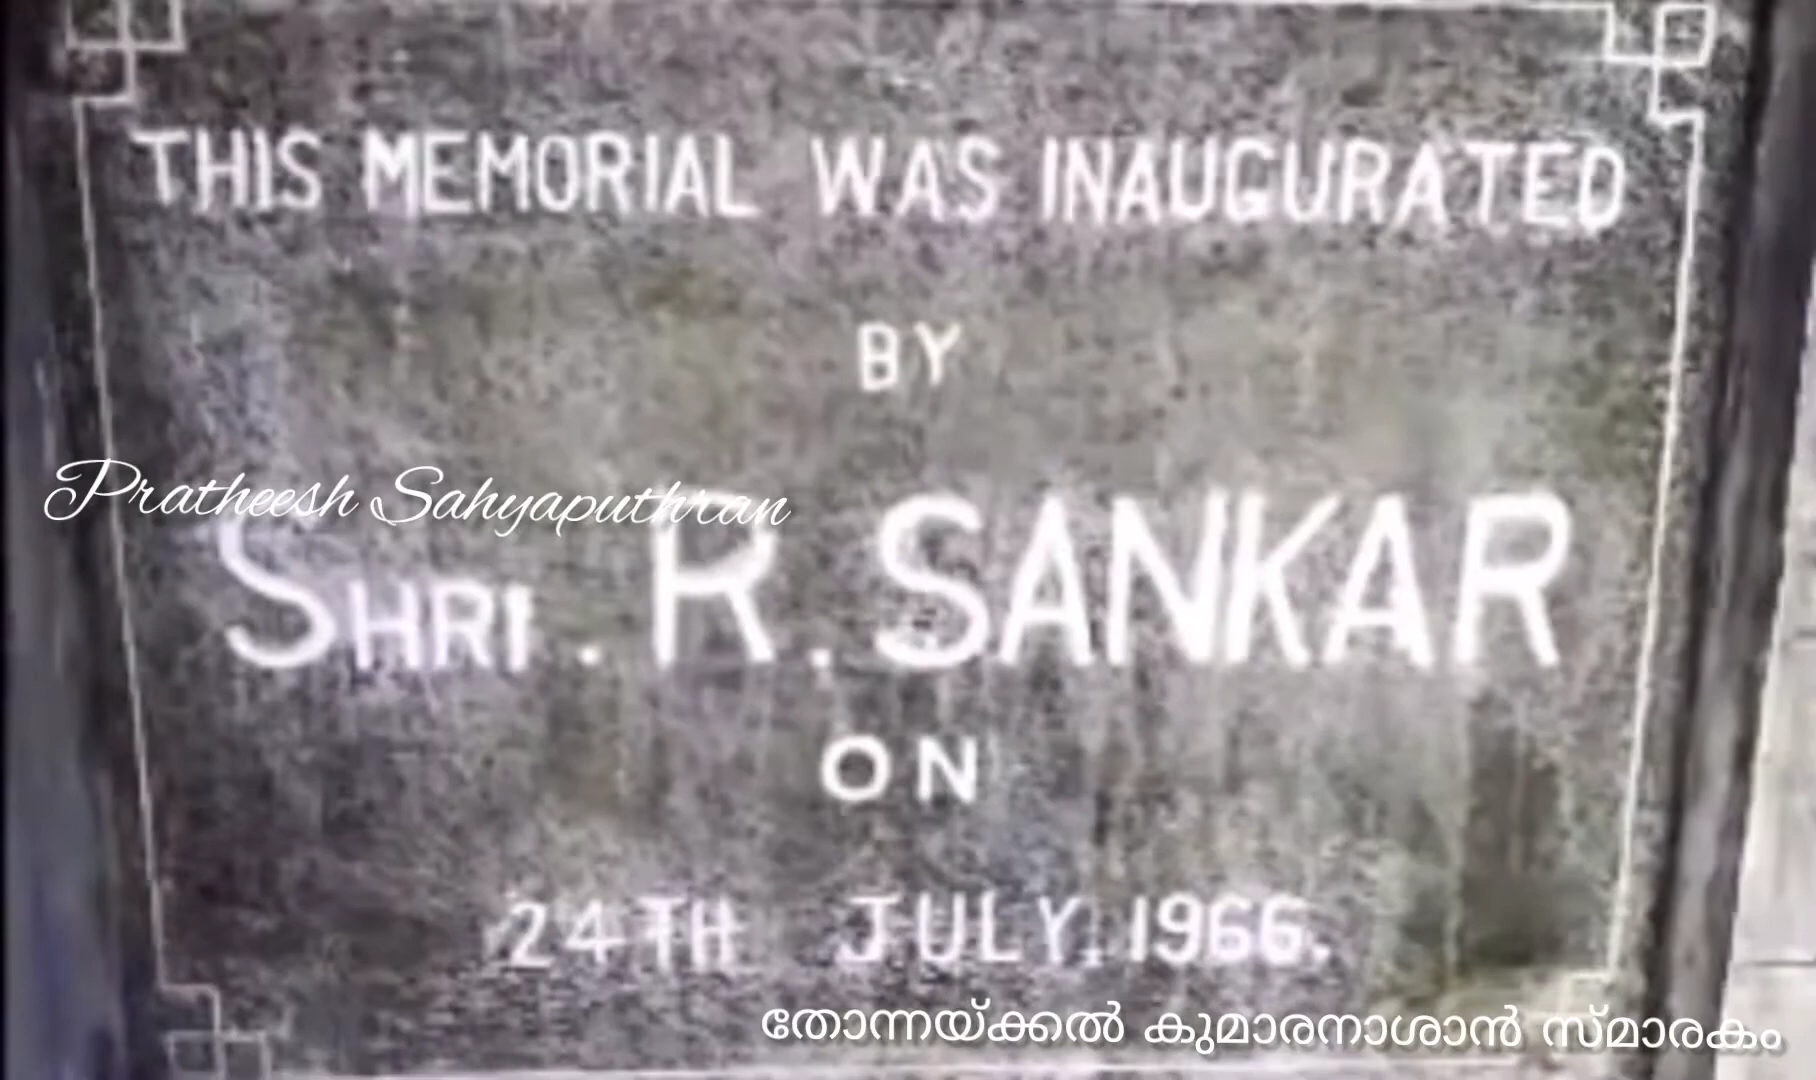 THIS MEMORIAL WAS INAUGURATED
BY
Pratheesh Sahyaputhran
SHRI. R. SANKAR
ON
24TH JULY 1966.
തോന്നയ്ക്കൽ കുമാരനാശാൻ സ്മാരകം